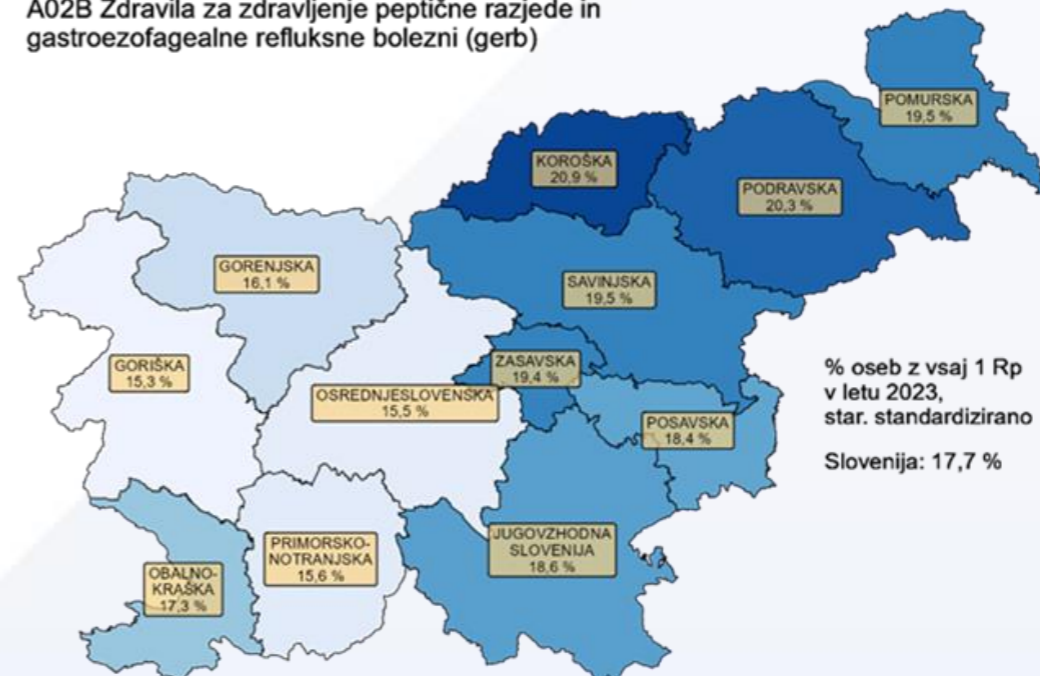 A02B Zdravila za zdravljenje peptične razjede in
gastroezofagealne refluksne bolezni (gerb)
POMURSKA
19,5 %
KOROŠKA
20,9 %
PODRAVSKA
20,3 %
GORENJSKA
16,1 %
SAVINJSKA
19,5 %
GORIŠKA
15,3 %
ZASAVSKA
19,4 %
OSREDNJESLOVENSKA
15,5 %
POSAVSKA
18,4 %
% oseb z vsaj 1 Rp
v letu 2023,
star. standardizirano
Slovenija: 17,7 %
JUGOVZHODNA
SLOVENIJA
18,6 %
PRIMORSKO-
NOTRANJSKA
15,6 %
OBALNO-
KRAŠKA
17,3 %